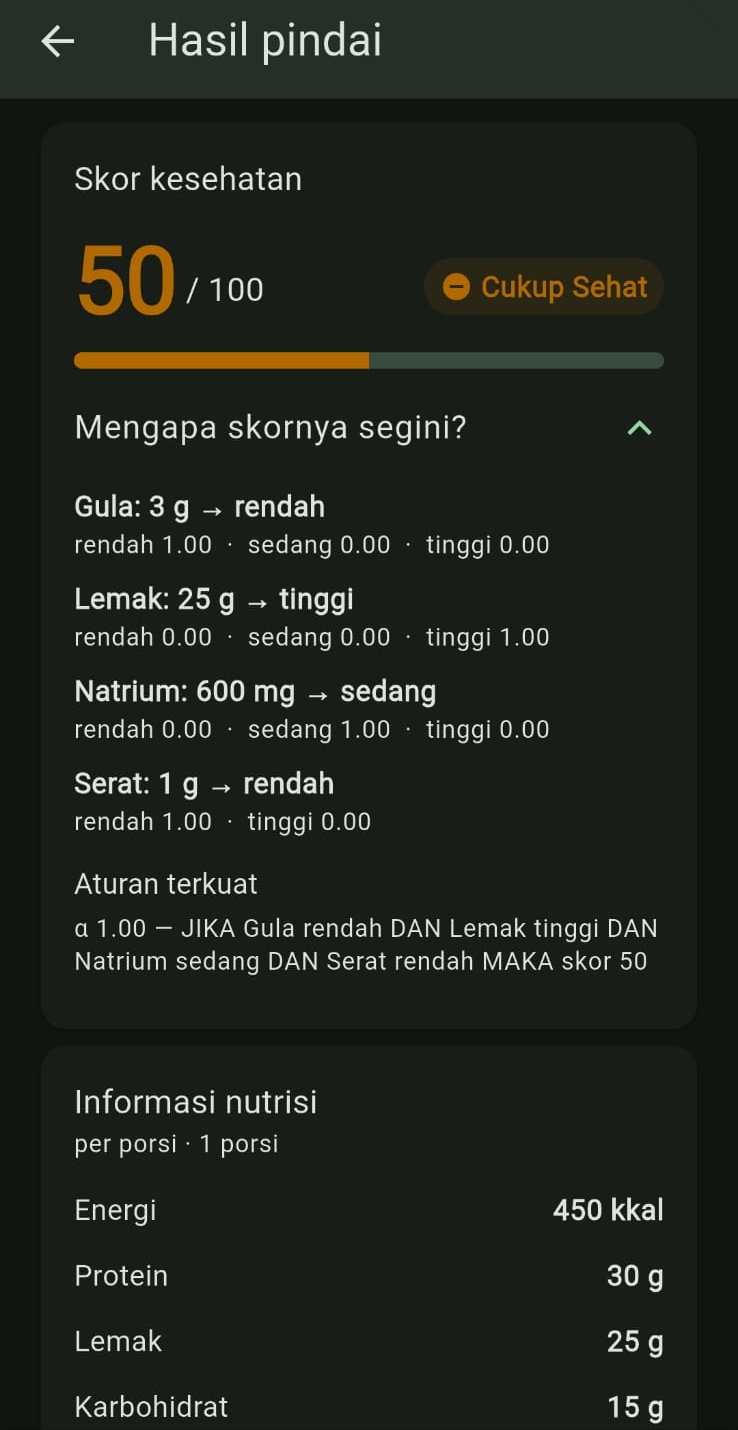 Hasil pindai
Skor kesehatan
50 / 100
Cukup Sehat
Mengapa skornya segini?
Gula: 3 g → rendah
rendah 1.00 · sedang 0.00 · tinggi 0.00
Lemak: 25 g → tinggi
rendah 0.00 · sedang 0.00 · tinggi 1.00
Natrium: 600 mg → sedang
rendah 0.00 · sedang 1.00 · tinggi 0.00
Serat: 1 g → rendah
rendah 1.00 · tinggi 0.00
Aturan terkuat
α 1.00 — JIKA Gula rendah DAN Lemak tinggi DAN
Natrium sedang DAN Serat rendah MAKA skor 50
Informasi nutrisi
per porsi · 1 porsi
Energi 450 kkal
Protein 30 g
Lemak 25 g
Karbohidrat 15 g